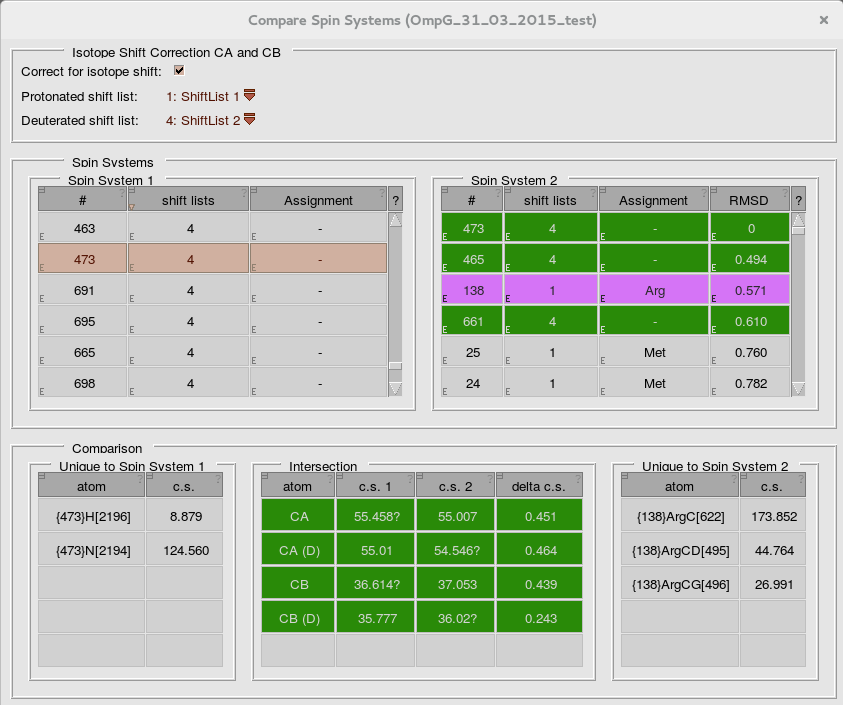 Compare Spin Systems (OmpG_31_03_2015_test) ×
Isotope Shift Correction CA and CB
Correct for isotope shift:
Protonated shift list: 1: ShiftList 1
Deuterated shift list: 4: ShiftList 2
Spin Systems
Spin System 1
# shift lists Assignment ?
463 4 -
473 4 -
691 4 -
695 4 -
665 4 -
698 4 -
Spin System 2
# shift lists Assignment RMSD ?
473 4 - 0
465 4 - 0.494
138 1 Arg 0.571
661 4 - 0.610
25 1 Met 0.760
24 1 Met 0.782
Comparison
Unique to Spin System 1
atom c.s.
{473}H[2196] 8.879
{473}N[2194] 124.560
Intersection
atom c.s. 1 c.s. 2 delta c.s.
CA 55.458? 55.007 0.451
CA (D) 55.01 54.546? 0.464
CB 36.614? 37.053 0.439
CB (D) 35.777 36.02? 0.243
Unique to Spin System 2
atom c.s.
{138}ArgC[622] 173.852
{138}ArgCD[495] 44.764
{138}ArgCG[496] 26.991